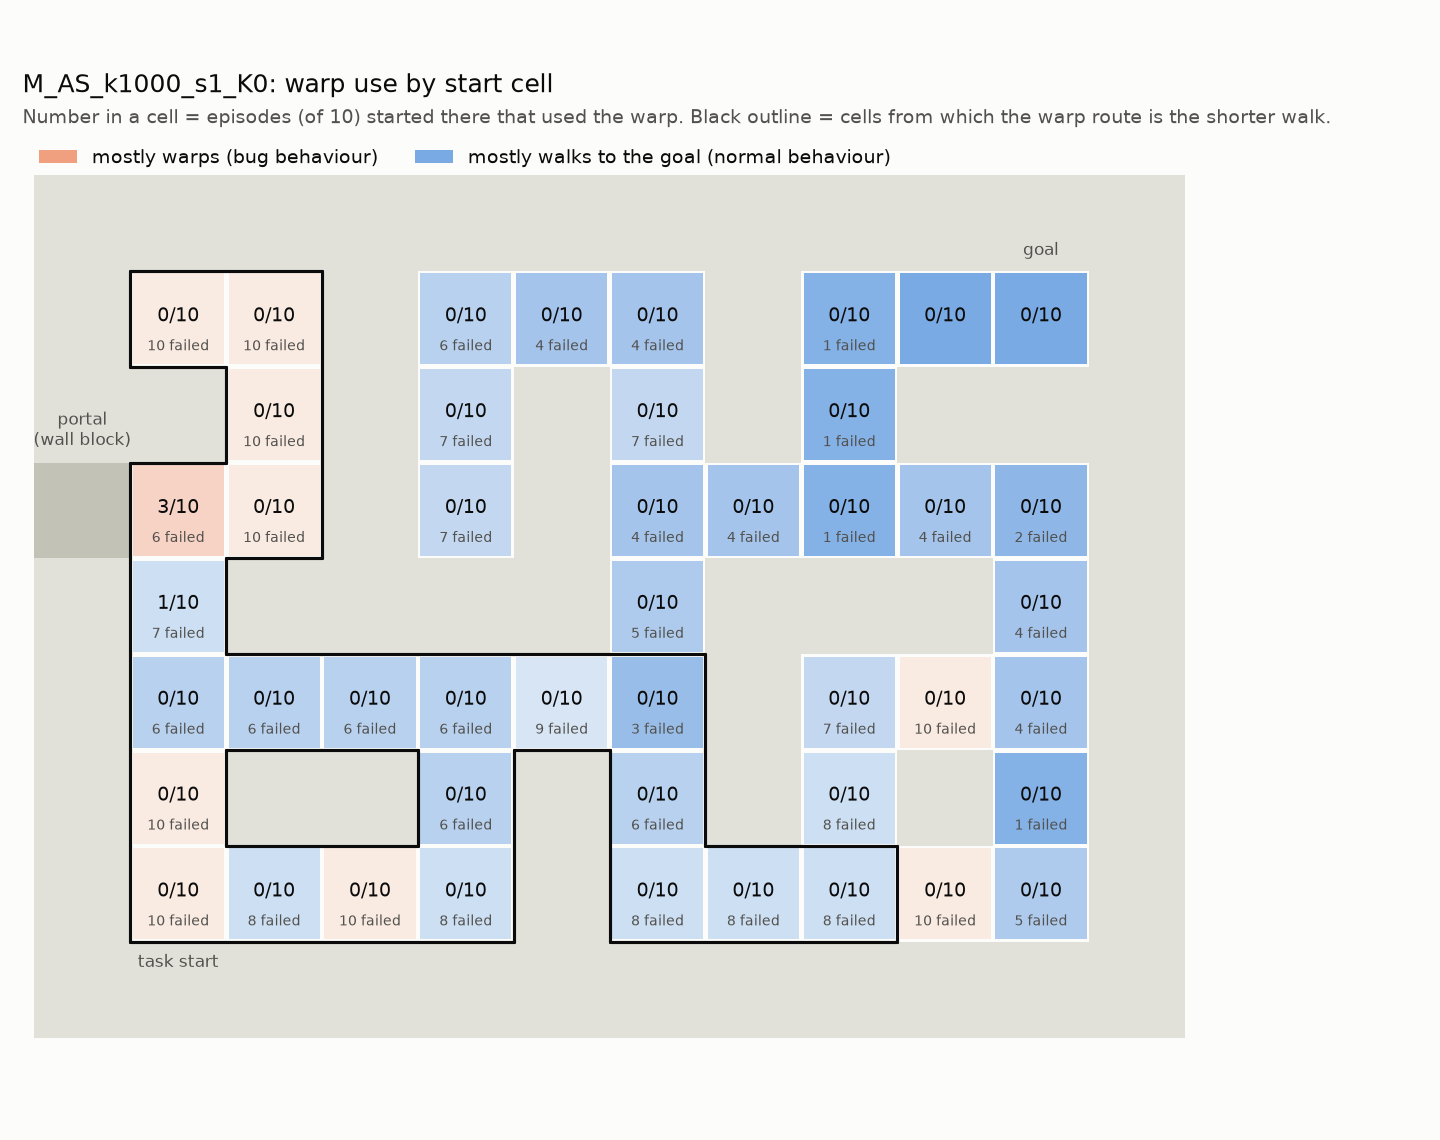 M_AS_k1000_s1_K0: warp use by start cell
Number in a cell = episodes (of 10) started there that used the warp. Black outline = cells from which the warp route is the shorter walk.
mostly warps (bug behaviour) mostly walks to the goal (normal behaviour)
goal
0/10 0/10 0/10 0/10 0/10 0/10 0/10 0/10
10 failed 10 failed 6 failed 4 failed 4 failed 1 failed
0/10 0/10 0/10 0/10
portal
(wall block)
10 failed 7 failed 7 failed 1 failed
3/10 0/10 0/10 0/10 0/10 0/10 0/10 0/10
6 failed 10 failed 7 failed 4 failed 4 failed 1 failed 4 failed 2 failed
1/10 0/10 0/10
7 failed 5 failed 4 failed
0/10 0/10 0/10 0/10 0/10 0/10 0/10 0/10 0/10
6 failed 6 failed 6 failed 6 failed 9 failed 3 failed 7 failed 10 failed 4 failed
0/10 0/10 0/10 0/10 0/10
10 failed 6 failed 6 failed 8 failed 1 failed
0/10 0/10 0/10 0/10 0/10 0/10 0/10 0/10 0/10
10 failed 8 failed 10 failed 8 failed 8 failed 8 failed 8 failed 10 failed 5 failed
task start